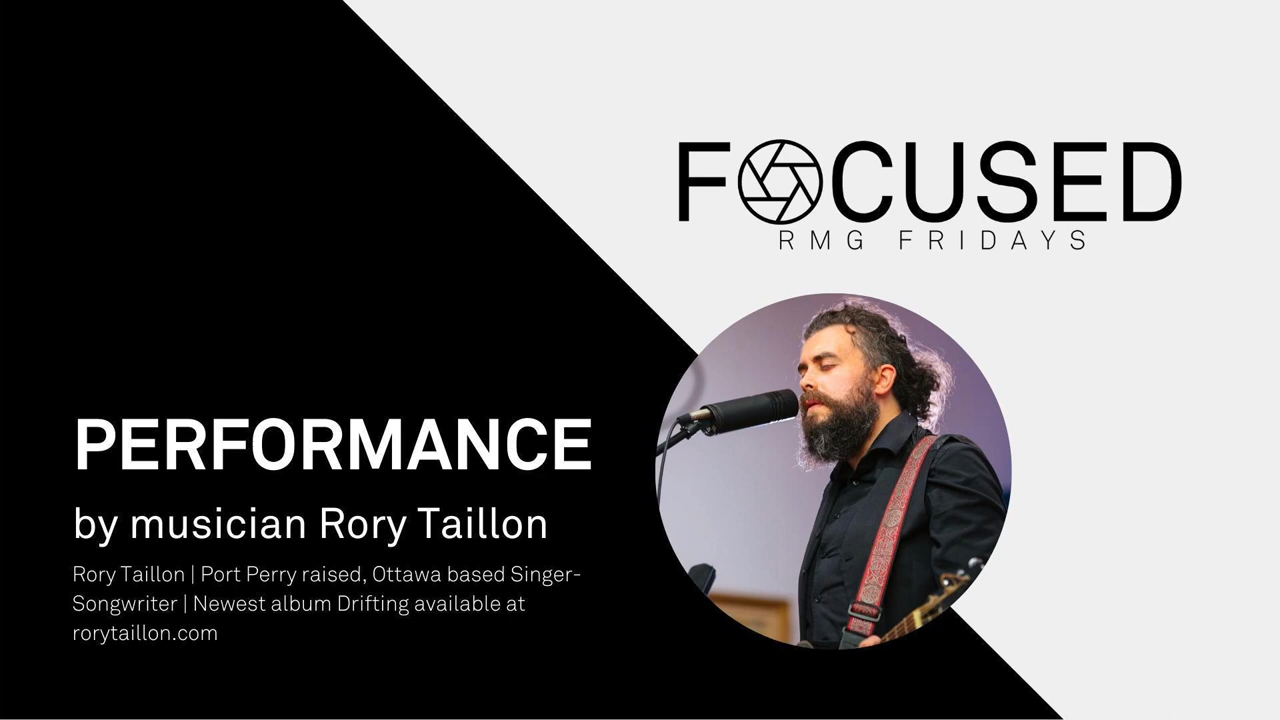 FOCUSED
RMG FRIDAYS
PERFORMANCE
by musician Rory Taillon
Rory Taillon | Port Perry raised, Ottawa based Singer-
Songwriter | Newest album Drifting available at
rorytaillon.com